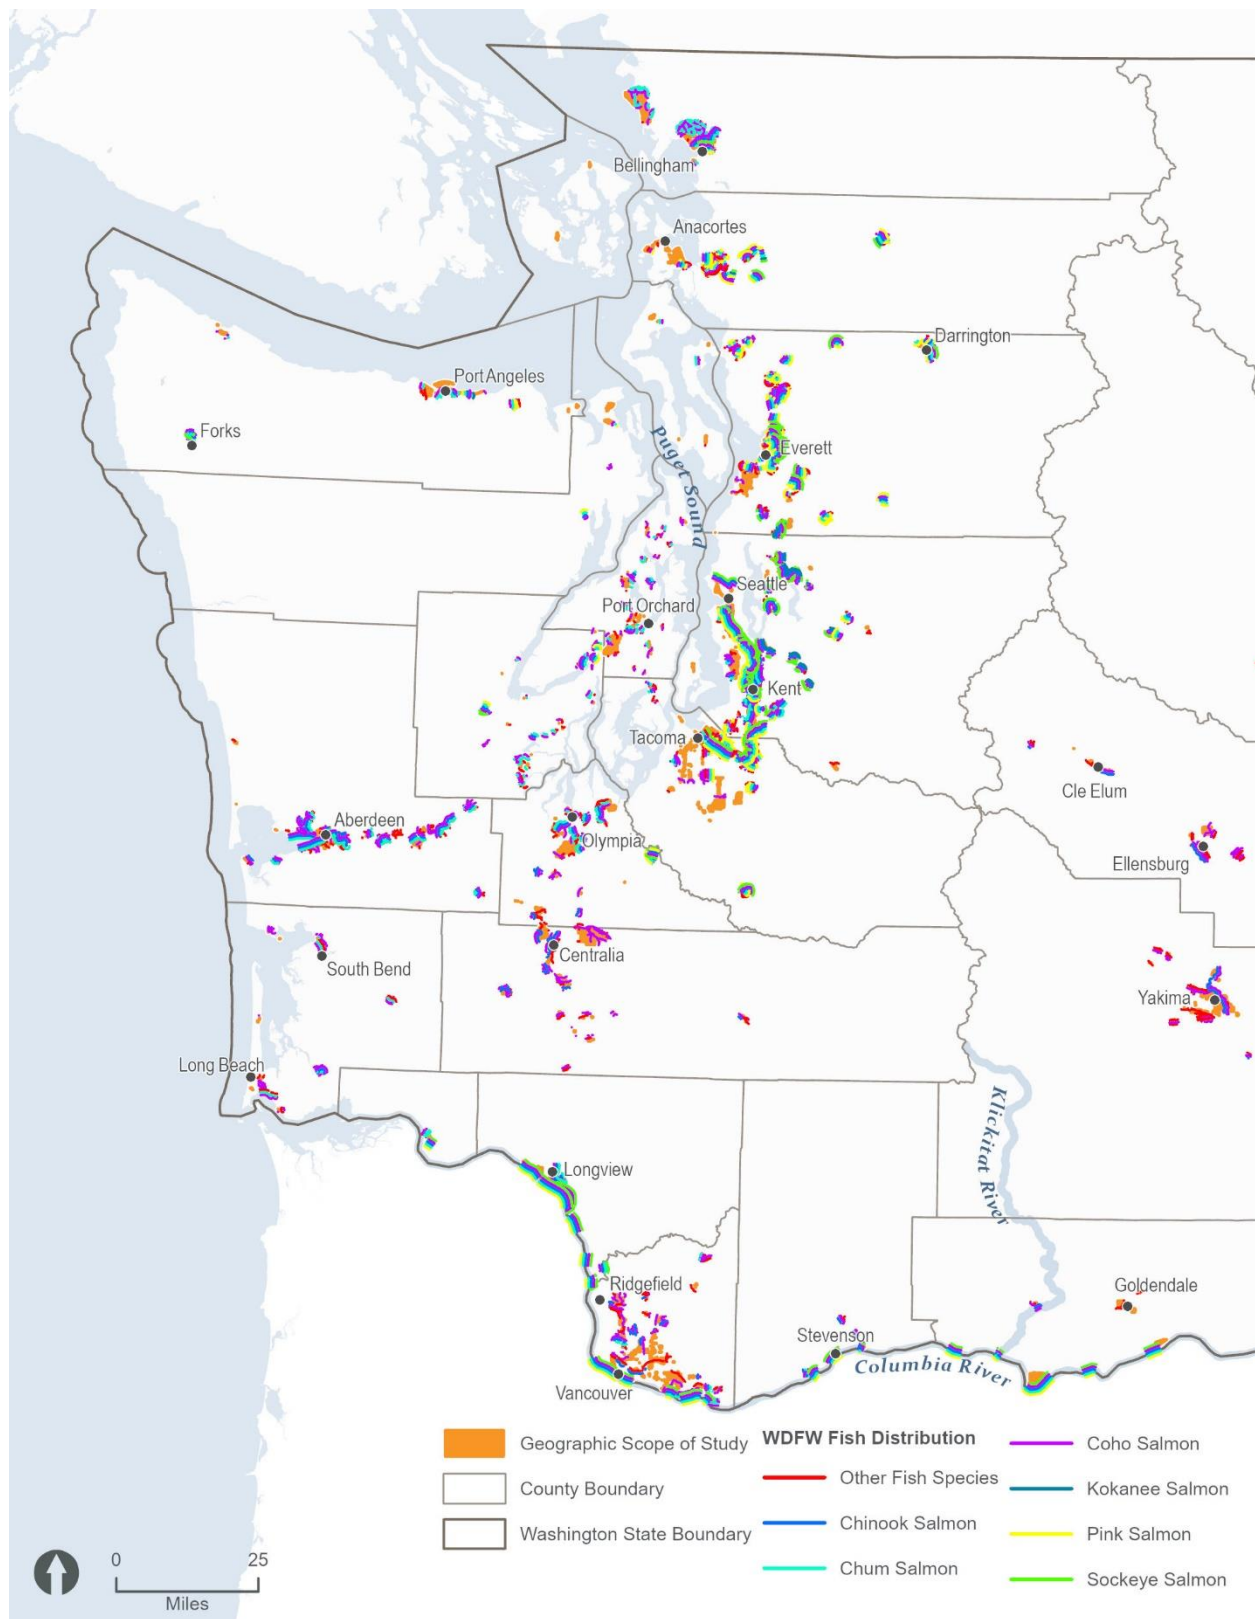 Bellingham
Anacortes
Darrington
Port Angeles
Forks
Puget Sound
Everett
Seattle
Port Orchard
Kent
Tacoma
Cle Elum
Aberdeen
Olympia
Ellensburg
Centralia
South Bend
Yakima
Long Beach
Klickitat River
Longview
Ridgefield
Goldendale
Stevenson
Columbia River
Vancouver
Geographic Scope of Study
County Boundary
Washington State Boundary
WDFW Fish Distribution
Other Fish Species
Chinook Salmon
Chum Salmon
Coho Salmon
Kokanee Salmon
Pink Salmon
Sockeye Salmon
0 25
Miles